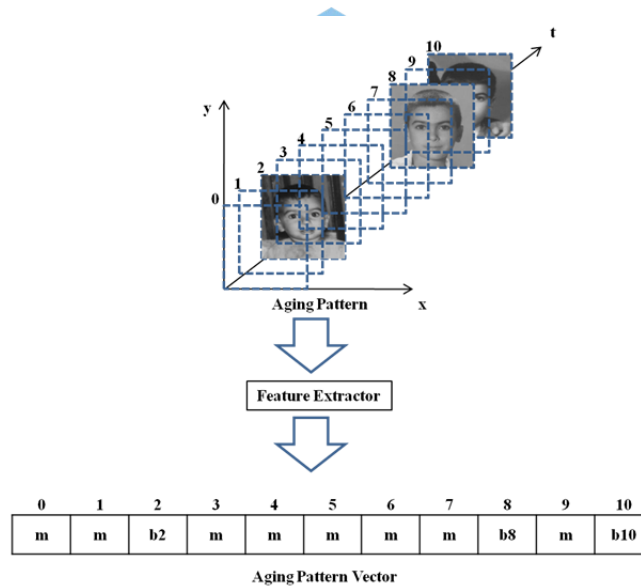 t
10
9
8
7
6
5
4
3
2
1
0
y
x
Aging Pattern
Feature Extractor
0 1 2 3 4 5 6 7 8 9 10
m m b2 m m m m m b8 m b10
Aging Pattern Vector